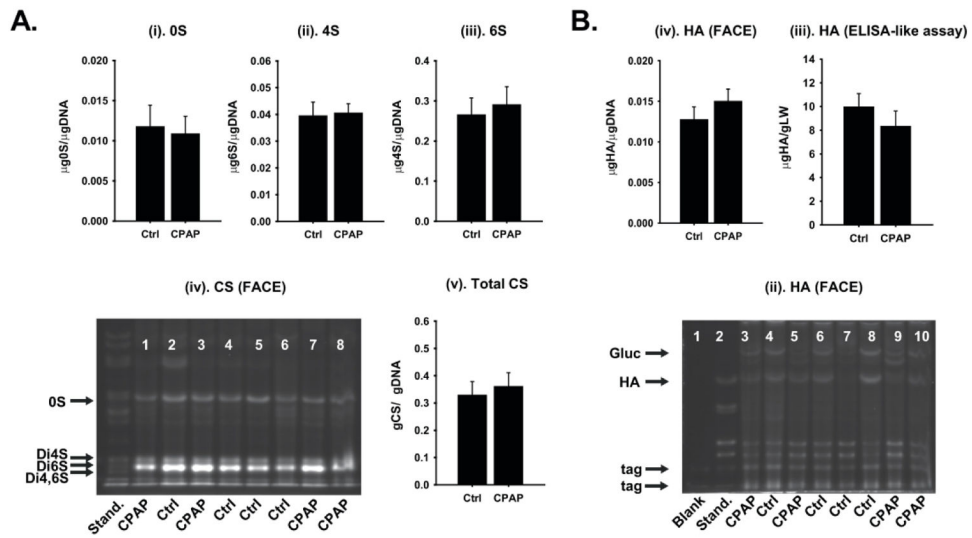 A.
(i). 0S
(ii). 4S
(iii). 6S
µg0S/µgDNA
0.020
0.015
0.010
0.005
0.000
Ctrl CPAP
µg6S/µgDNA
0.06
0.05
0.04
0.03
0.02
0.01
0.00
Ctrl CPAP
µg4S/µgDNA
0.4
0.3
0.2
0.1
0.0
Ctrl CPAP
B.
(iv). HA (FACE)
(iii). HA (ELISA-like assay)
µgHA/µgDNA
0.020
0.015
0.010
0.005
0.000
Ctrl CPAP
µgHA/gLW
14
12
10
8
6
4
2
0
Ctrl CPAP
(iv). CS (FACE)
1 2 3 4 5 6 7 8
0S
Di4S
Di6S
Di4,6S
Stand. CPAP Ctrl CPAP Ctrl Ctrl Ctrl CPAP CPAP
(v). Total CS
gCS/ gDNA
0.6
0.5
0.4
0.3
0.2
0.1
0.0
Ctrl CPAP
(ii). HA (FACE)
1 2 3 4 5 6 7 8 9 10
Gluc
HA
tag
tag
Blank Stand. CPAP Ctrl CPAP Ctrl Ctrl Ctrl CPAP CPAP